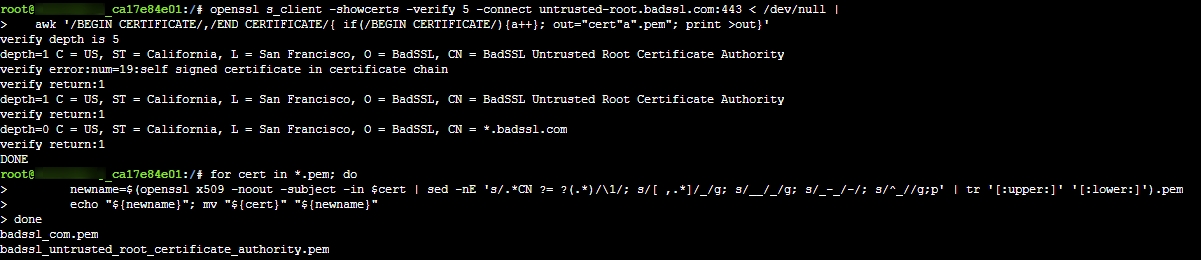 root@ _ca17e84e01:/# openssl s_client -showcerts -verify 5 -connect untrusted-root.badssl.com:443 < /dev/null |
>    awk '/BEGIN CERTIFICATE/,/END CERTIFICATE/{ if(/BEGIN CERTIFICATE/){a++}; out="cert"a".pem"; print >out}'
verify depth is 5
depth=1 C = US, ST = California, L = San Francisco, O = BadSSL, CN = BadSSL Untrusted Root Certificate Authority
verify error:num=19:self signed certificate in certificate chain
verify return:1
depth=1 C = US, ST = California, L = San Francisco, O = BadSSL, CN = BadSSL Untrusted Root Certificate Authority
verify return:1
depth=0 C = US, ST = California, L = San Francisco, O = BadSSL, CN = *.badssl.com
verify return:1
DONE
root@ _ca17e84e01:/# for cert in *.pem; do
>        newname=$(openssl x509 -noout -subject -in $cert | sed -nE 's/.*CN ?= ?(.*)/\1/; s/[ ,.*]/_/g; s/__/_/g; s/_-_/-/; s/^_//g;p' | tr '[:upper:]' '[:lower:]').pem
>        echo "${newname}"; mv "${cert}" "${newname}"
> done
badssl_com.pem
badssl_untrusted_root_certificate_authority.pem